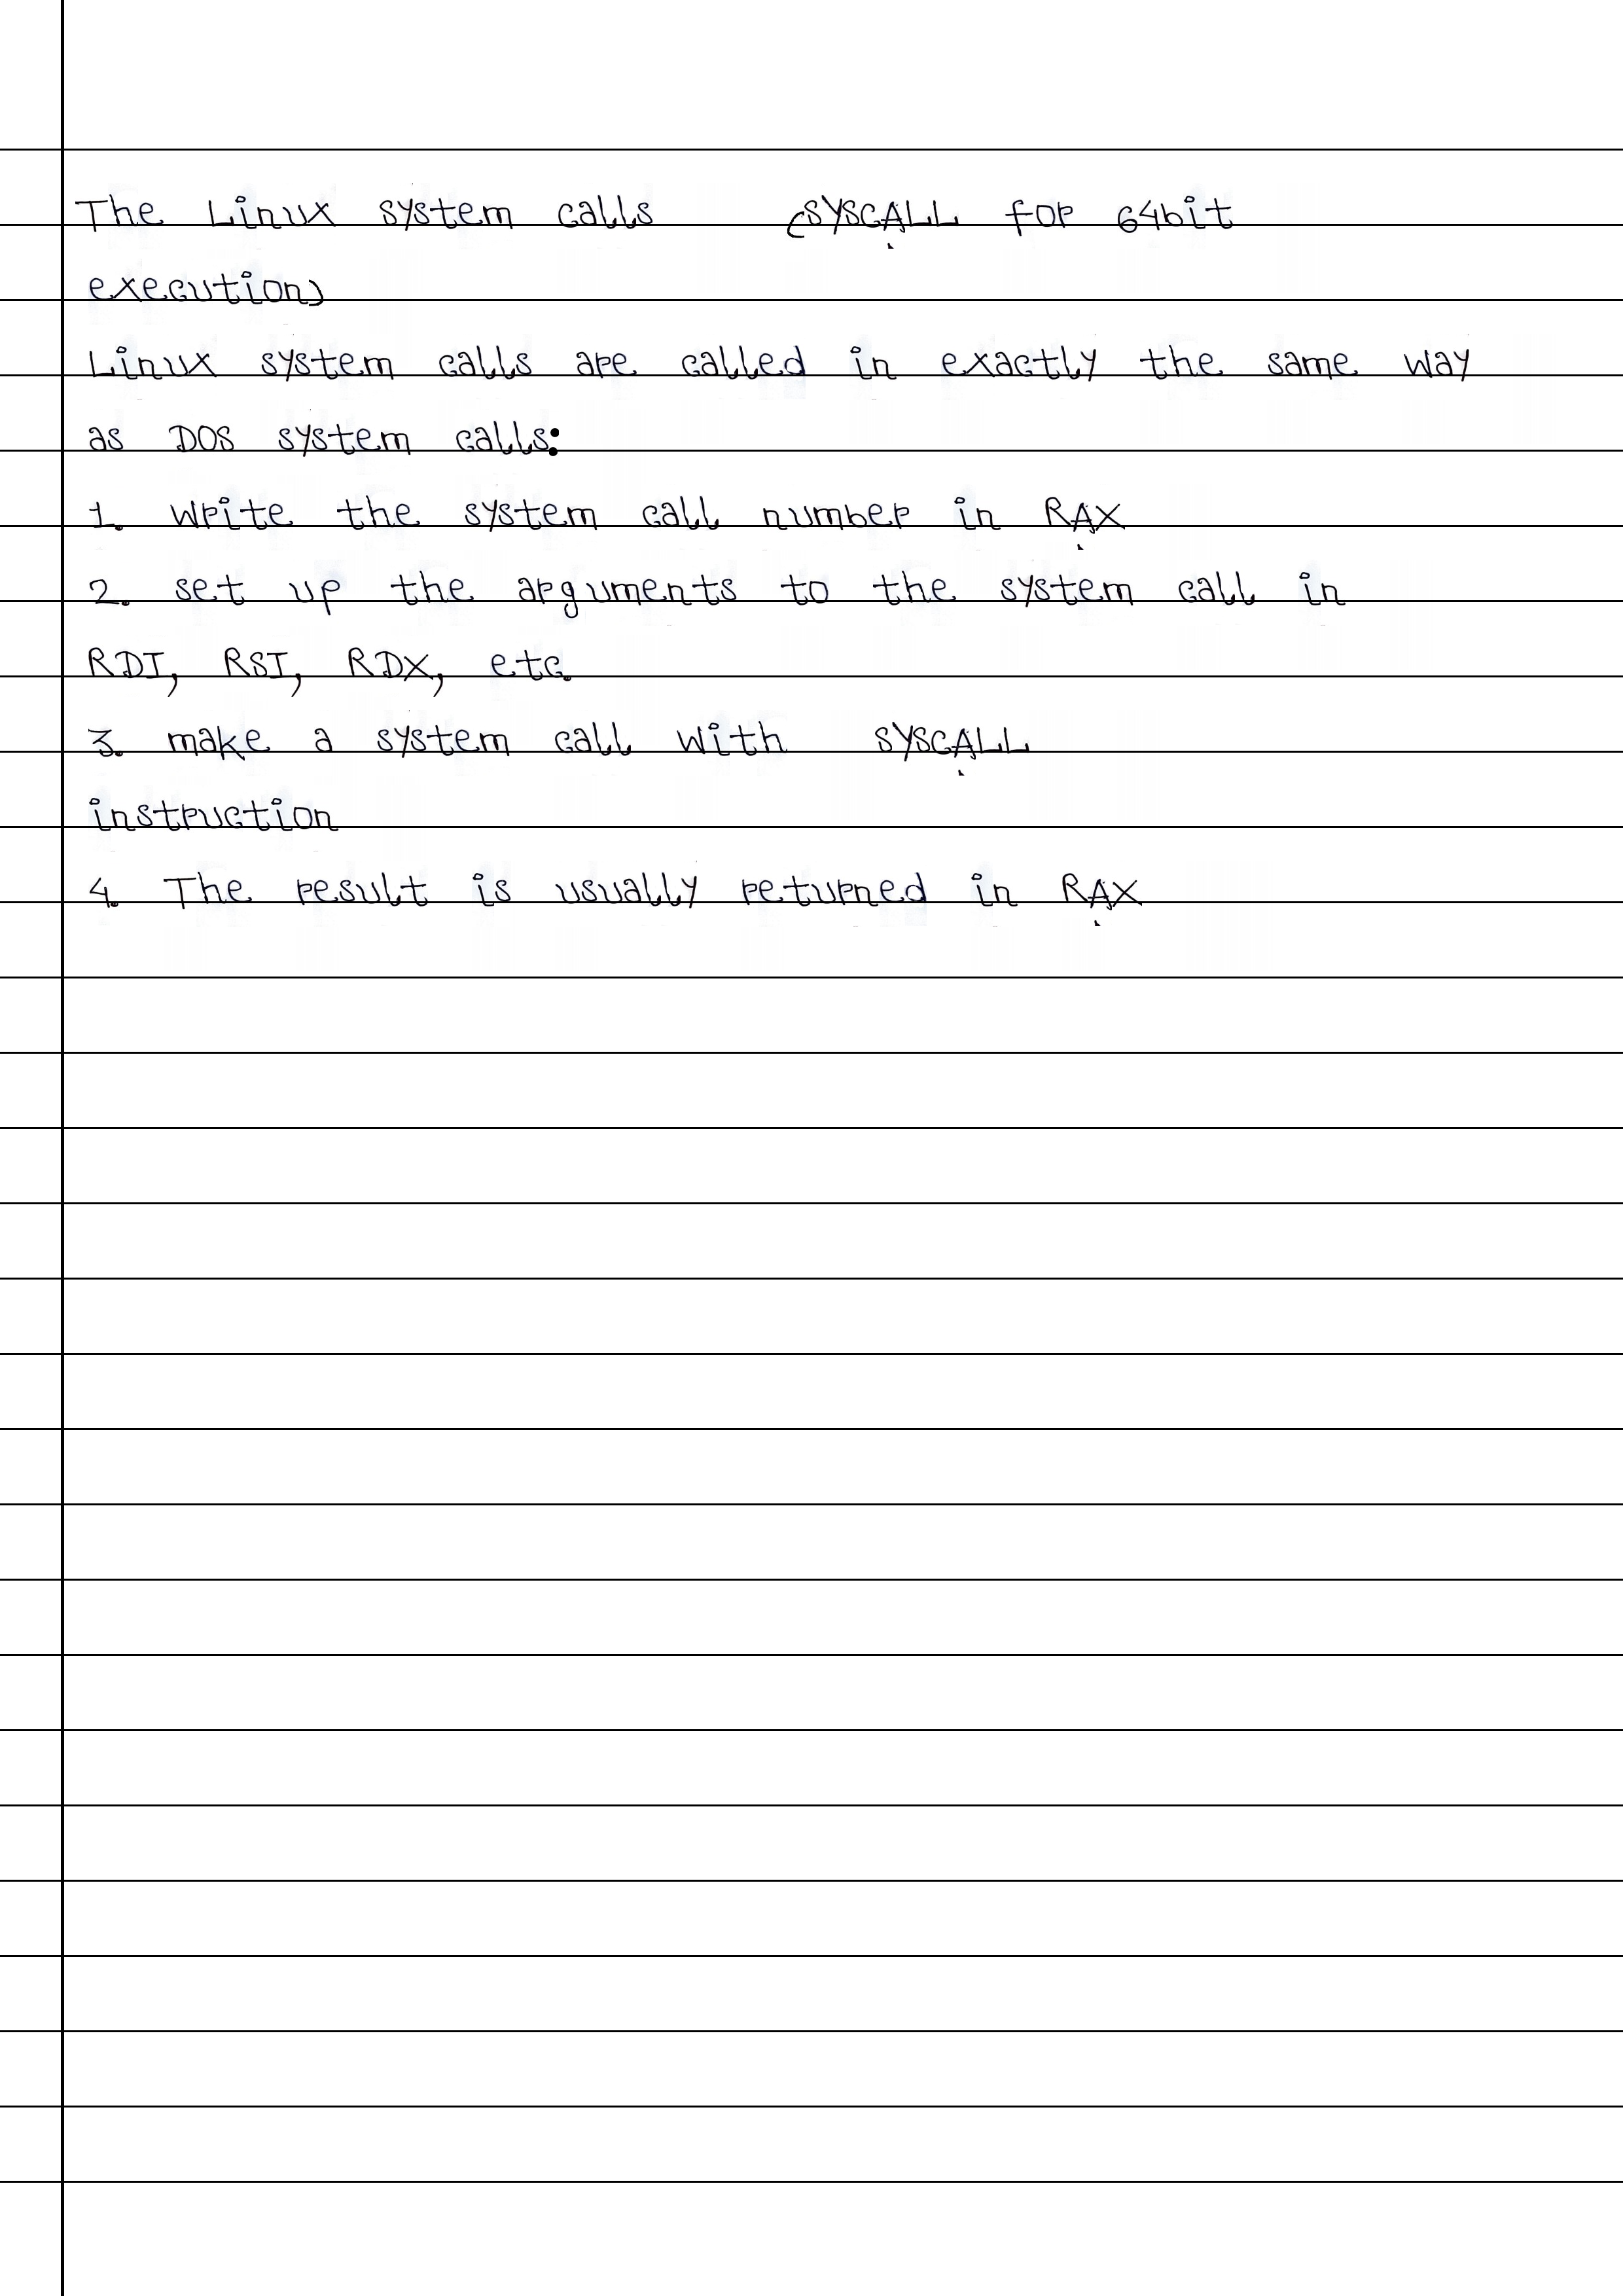 The Linux system calls (SYSCALL for 64bit
execution)
Linux system calls are called in exactly the same way
as DOS system calls:
1. write the system call number in RAX
2. set up the arguments to the system call in
RDI, RSI, RDX, etc.
3. make a system call with SYSCALL
instruction
4. The result is usually returned in RAX